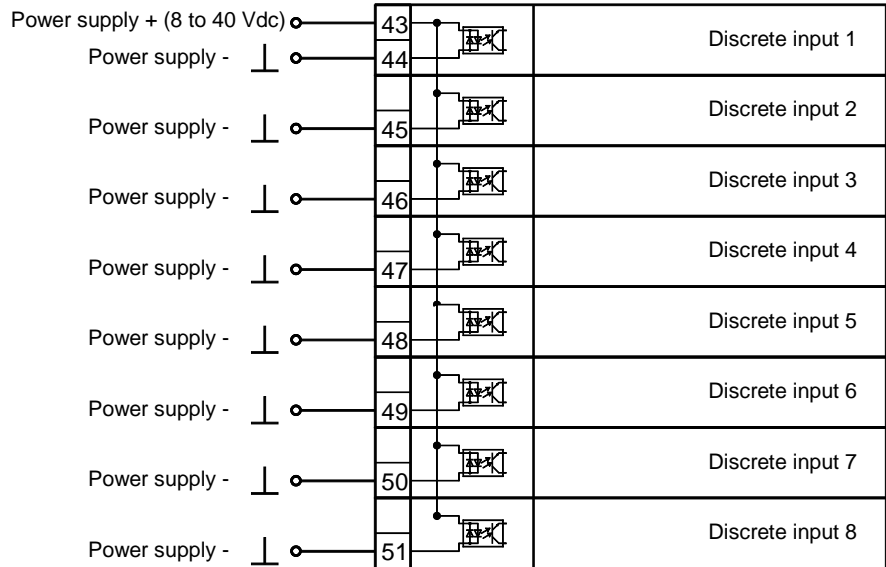 Power supply + (8 to 40 Vdc) 43
Discrete input 1
Power supply - 44
Discrete input 2
Power supply - 45
Discrete input 3
Power supply - 46
Discrete input 4
Power supply - 47
Discrete input 5
Power supply - 48
Discrete input 6
Power supply - 49
Discrete input 7
Power supply - 50
Discrete input 8
Power supply - 51